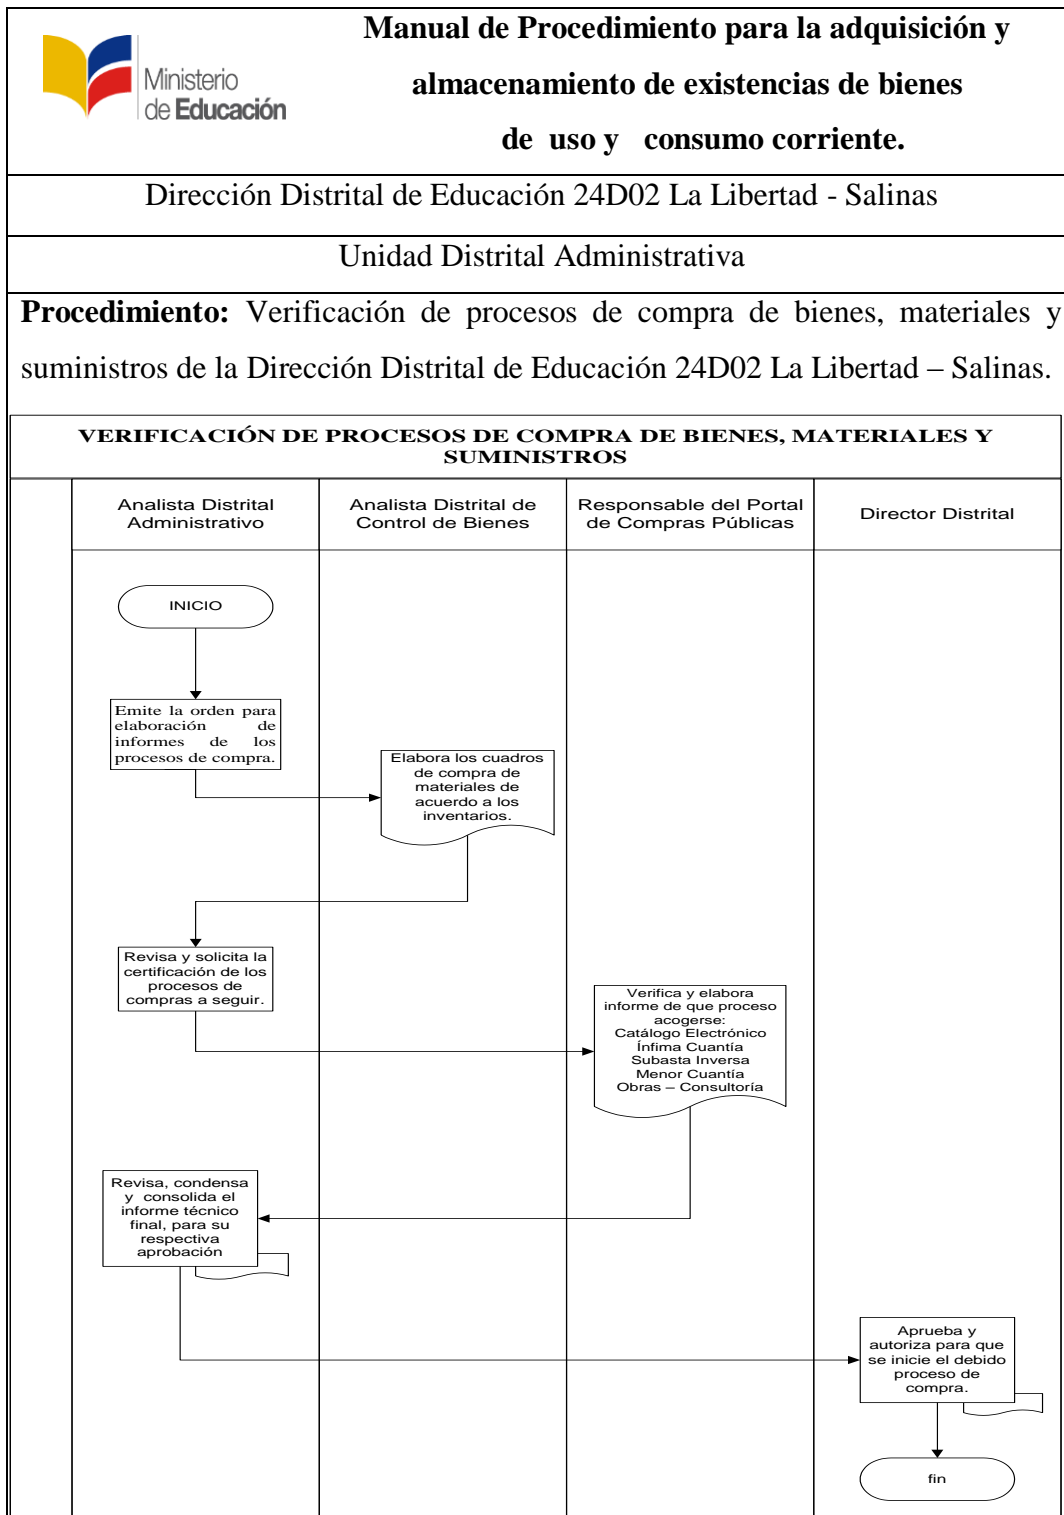 Ministerio
de Educación
Manual de Procedimiento para la adquisición y
almacenamiento de existencias de bienes
de uso y consumo corriente.
Dirección Distrital de Educación 24D02 La Libertad - Salinas
Unidad Distrital Administrativa
Procedimiento: Verificación de procesos de compra de bienes, materiales y
suministros de la Dirección Distrital de Educación 24D02 La Libertad – Salinas.
VERIFICACIÓN DE PROCESOS DE COMPRA DE BIENES, MATERIALES Y
SUMINISTROS
Analista Distrital
Administrativo
Analista Distrital de
Control de Bienes
Responsable del Portal
de Compras Públicas
Director Distrital
INICIO
Emite la orden para
elaboración de
informes de los
procesos de compra.
Elabora los cuadros
de compra de
materiales de
acuerdo a los
inventarios.
Revisa y solicita la
certificación de los
procesos de
compras a seguir.
Verifica y elabora
informe de que proceso
acogerse:
Catálogo Electrónico
Ínfima Cuantía
Subasta Inversa
Menor Cuantía
Obras – Consultoría
Revisa, condensa
y consolida el
informe técnico
final, para su
respectiva
aprobación
Aprueba y
autoriza para que
se inicie el debido
proceso de
compra.
fin